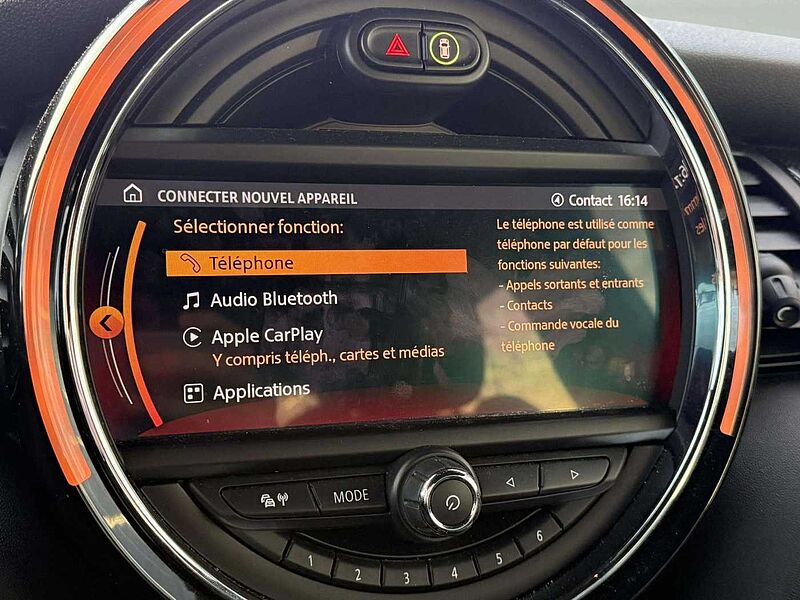 CONNECTER NOUVEL APPAREIL
Contact 16:14
Sélectionner fonction:
Téléphone
Audio Bluetooth
Apple CarPlay
Y compris téléph., cartes et médias
Applications
Le téléphone est utilisé comme
téléphone par défaut pour les
fonctions suivantes:
- Appels sortants et entrants
- Contacts
- Commande vocale du
téléphone
MODE
1 2 3 4 5 6